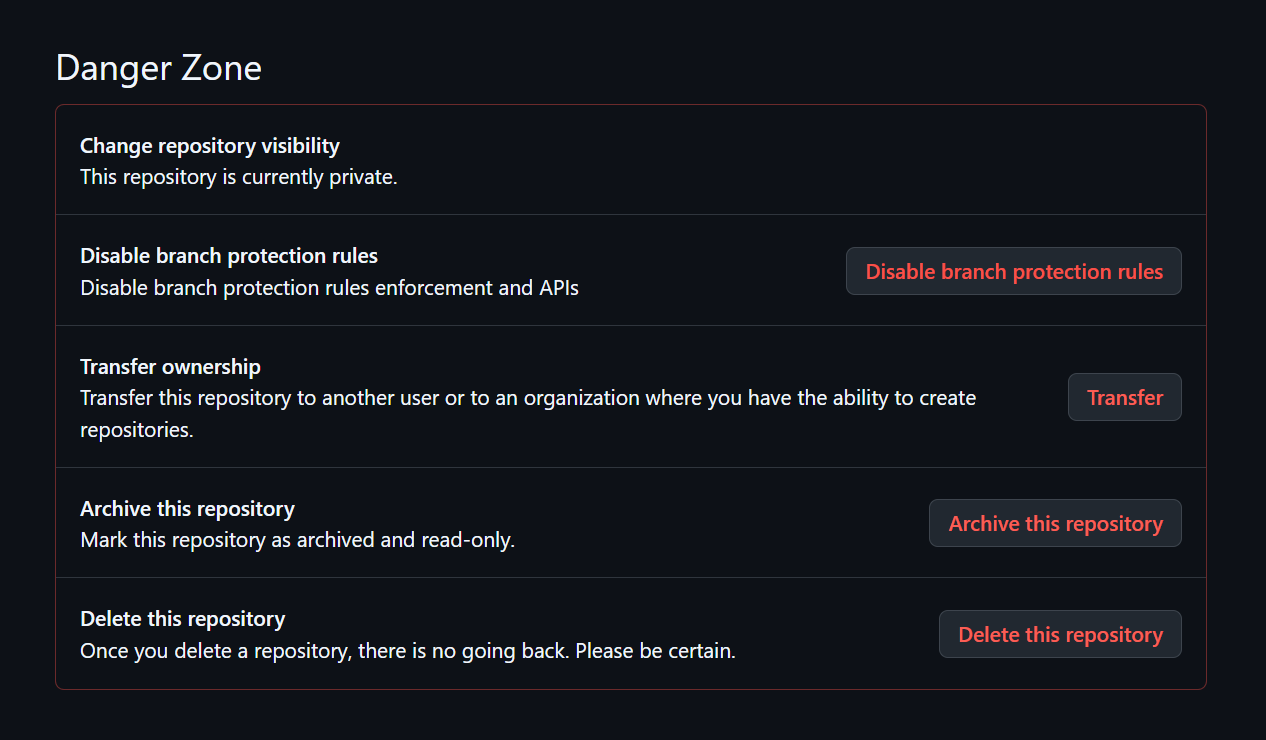 Danger Zone
Change repository visibility
This repository is currently private.
Disable branch protection rules
Disable branch protection rules enforcement and APIs
Disable branch protection rules
Transfer ownership
Transfer this repository to another user or to an organization where you have the ability to create
repositories.
Transfer
Archive this repository
Mark this repository as archived and read-only.
Archive this repository
Delete this repository
Once you delete a repository, there is no going back. Please be certain.
Delete this repository